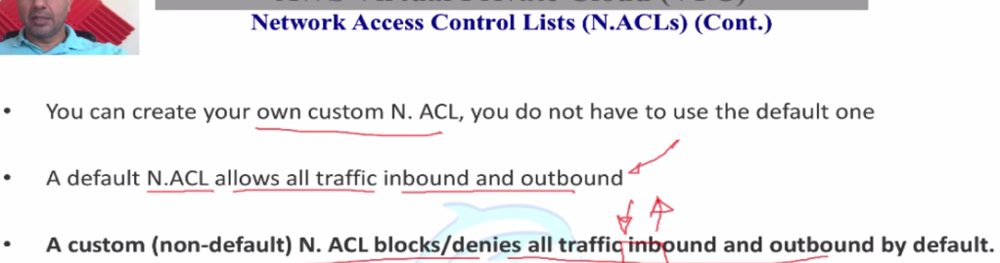 Network Access Control Lists (N.ACLs) (Cont.)
• You can create your own custom N. ACL, you do not have to use the default one
• A default N.ACL allows all traffic inbound and outbound
• A custom (non-default) N. ACL blocks/denies all traffic inbound and outbound by default.